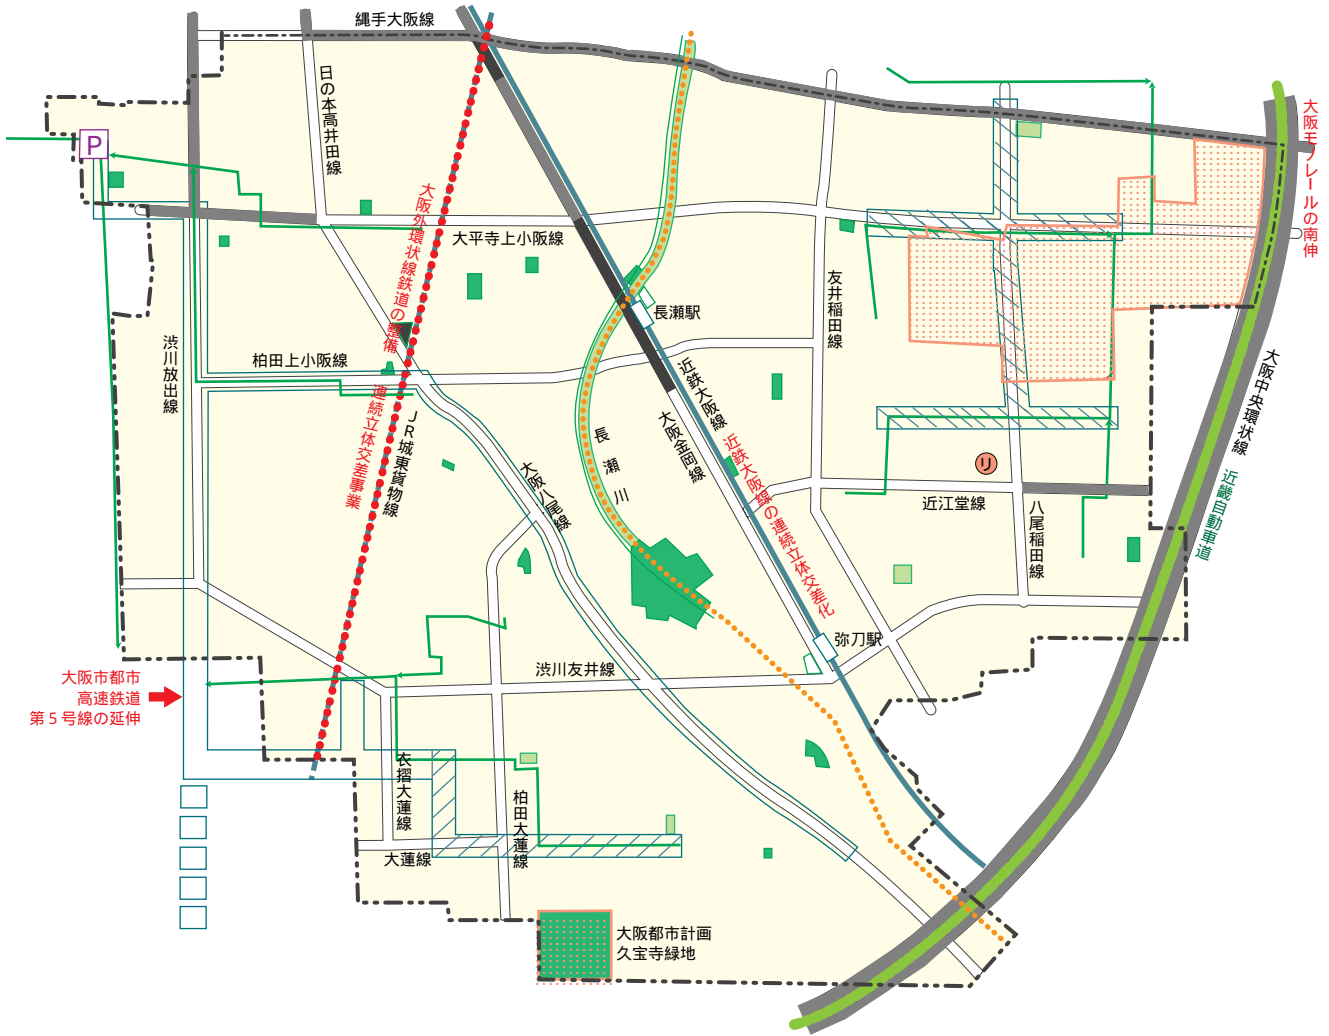 縄手大阪線
日の本高井田線
大阪モノレールの南伸
P
大阪外環状線鉄道の整備
大平寺上小阪線
友井稲田線
長瀬駅
渋川放出線
柏田上小阪線
近鉄大阪線
大阪中央環状線
連続立体交差事業
JR城東貨物線
大阪金岡線
長瀬川
近鉄大阪線の連続立体交差化
大阪八尾線
リ
近畿自動車道
近江堂線
八尾稲田線
弥刀駅
渋川友井線
大阪市都市
高速鉄道
第5号線の延伸
衣摺大蓮線
柏田大蓮線
大蓮線
大阪都市計画
久宝寺緑地